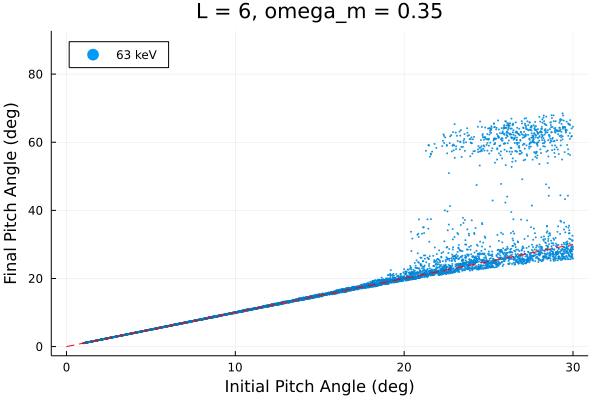 L = 6, omega_m = 0.35
63 keV
Final Pitch Angle (deg)
80
60
40
20
0
0 10 20 30
Initial Pitch Angle (deg)